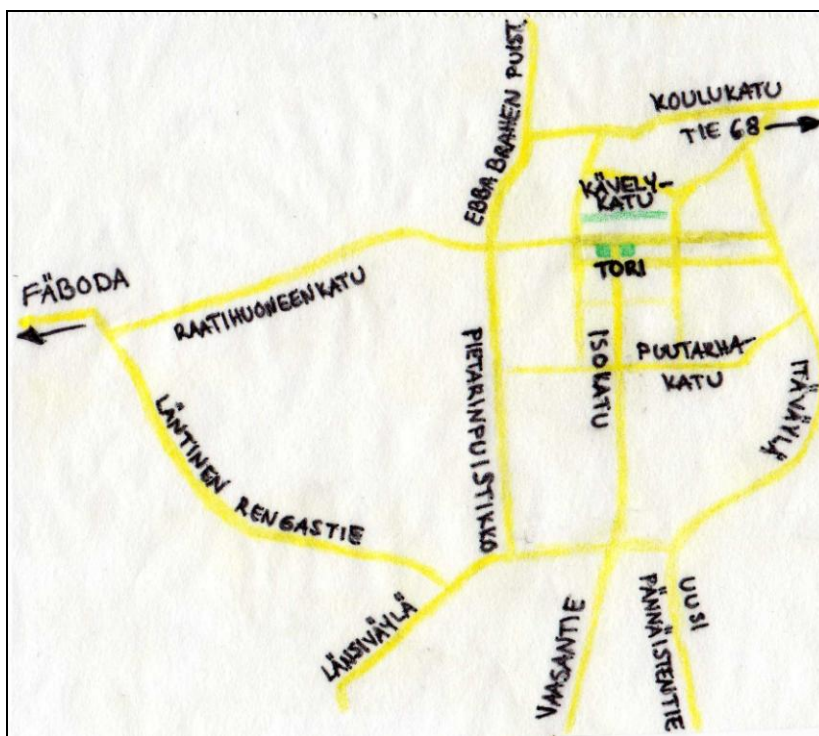 EBBA BRAHEN PUIST.
KOULUKATU
TIE 68
KÄVELY-
KATU
TORI
FÄBODA
RAATIHUONEENKATU
PIETARINPUISTIKKO
ISOKATU
PUUTARHA-
KATU
ITÄVÄYLÄ
LÄNTINEN RENGASTIE
LÄNSIVÄYLÄ
VAASANTIE
UUSI
PÄNNÄISTENTIE